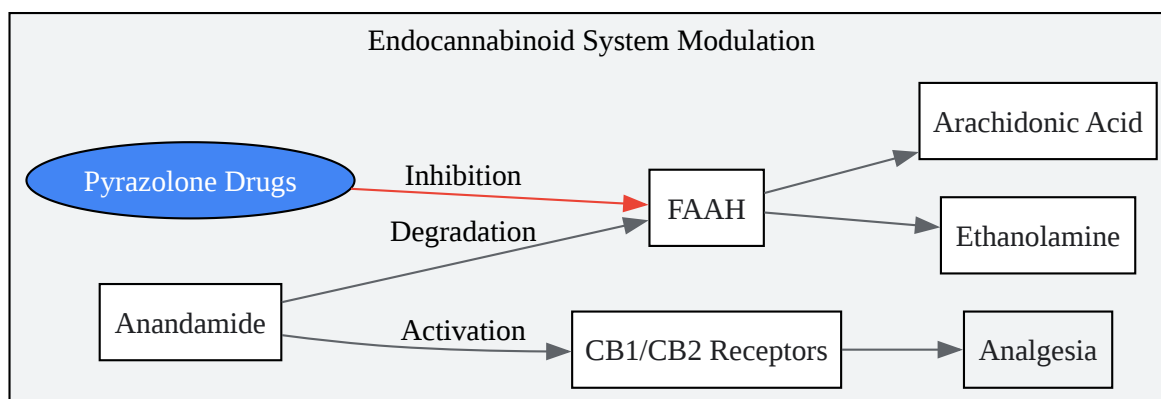 Endocannabinoid System Modulation
Arachidonic Acid
Pyrazolone Drugs
Inhibition
FAAH
Degradation
Ethanolamine
Anandamide
Activation
CB1/CB2 Receptors
Analgesia